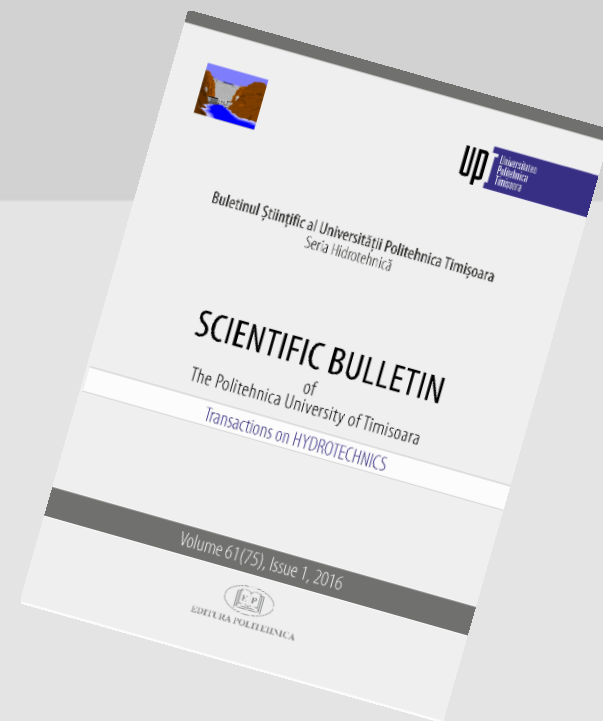 Universitatea
Politehnica
Timișoara
Buletinul Științific al Universității Politehnica Timișoara
Seria Hidrotehnică
SCIENTIFIC BULLETIN
of
The Politehnica University of Timisoara
Transactions on HYDROTECHNICS
Volume 61(75), Issue 1, 2016
E P
EDITURA POLITEHNICA